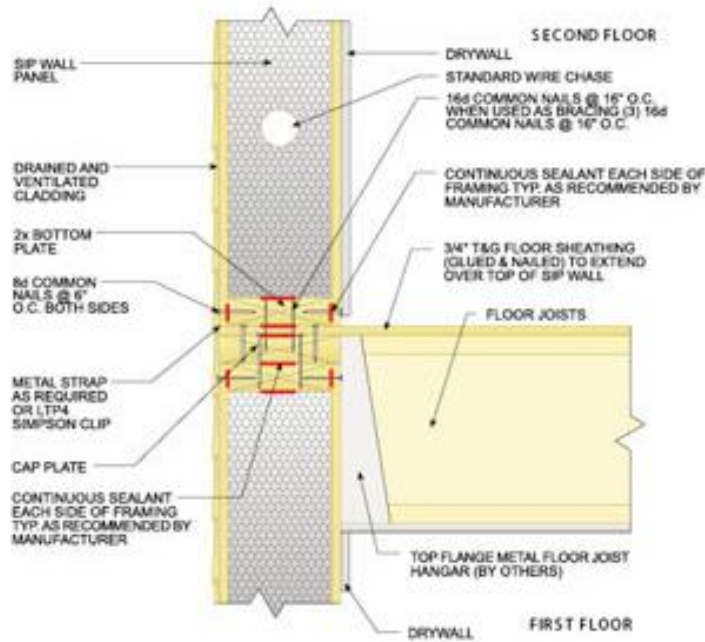 SECOND FLOOR
SIP WALL
PANEL
DRYWALL
STANDARD WIRE CHASE
16d COMMON NAILS @ 16" O.C.
WHEN USED AS BRACING (3) 16d
COMMON NAILS @ 16" O.C.
DRAINED AND
VENTILATED
CLADDING
CONTINUOUS SEALANT EACH SIDE OF
FRAMING TYP. AS RECOMMENDED BY
MANUFACTURER
2x BOTTOM
PLATE
3/4" T&G FLOOR SHEATHING
(GLUED & NAILED) TO EXTEND
OVER TOP OF SIP WALL
8d COMMON
NAILS @ 6"
O.C. BOTH SIDES
FLOOR JOISTS
METAL STRAP
AS REQUIRED
OR LTP4
SIMPSON CLIP
CAP PLATE
CONTINUOUS SEALANT
EACH SIDE OF FRAMING
TYP. AS RECOMMENDED BY
MANUFACTURER
TOP FLANGE METAL FLOOR JOIST
HANGAR (BY OTHERS)
DRYWALL
FIRST FLOOR